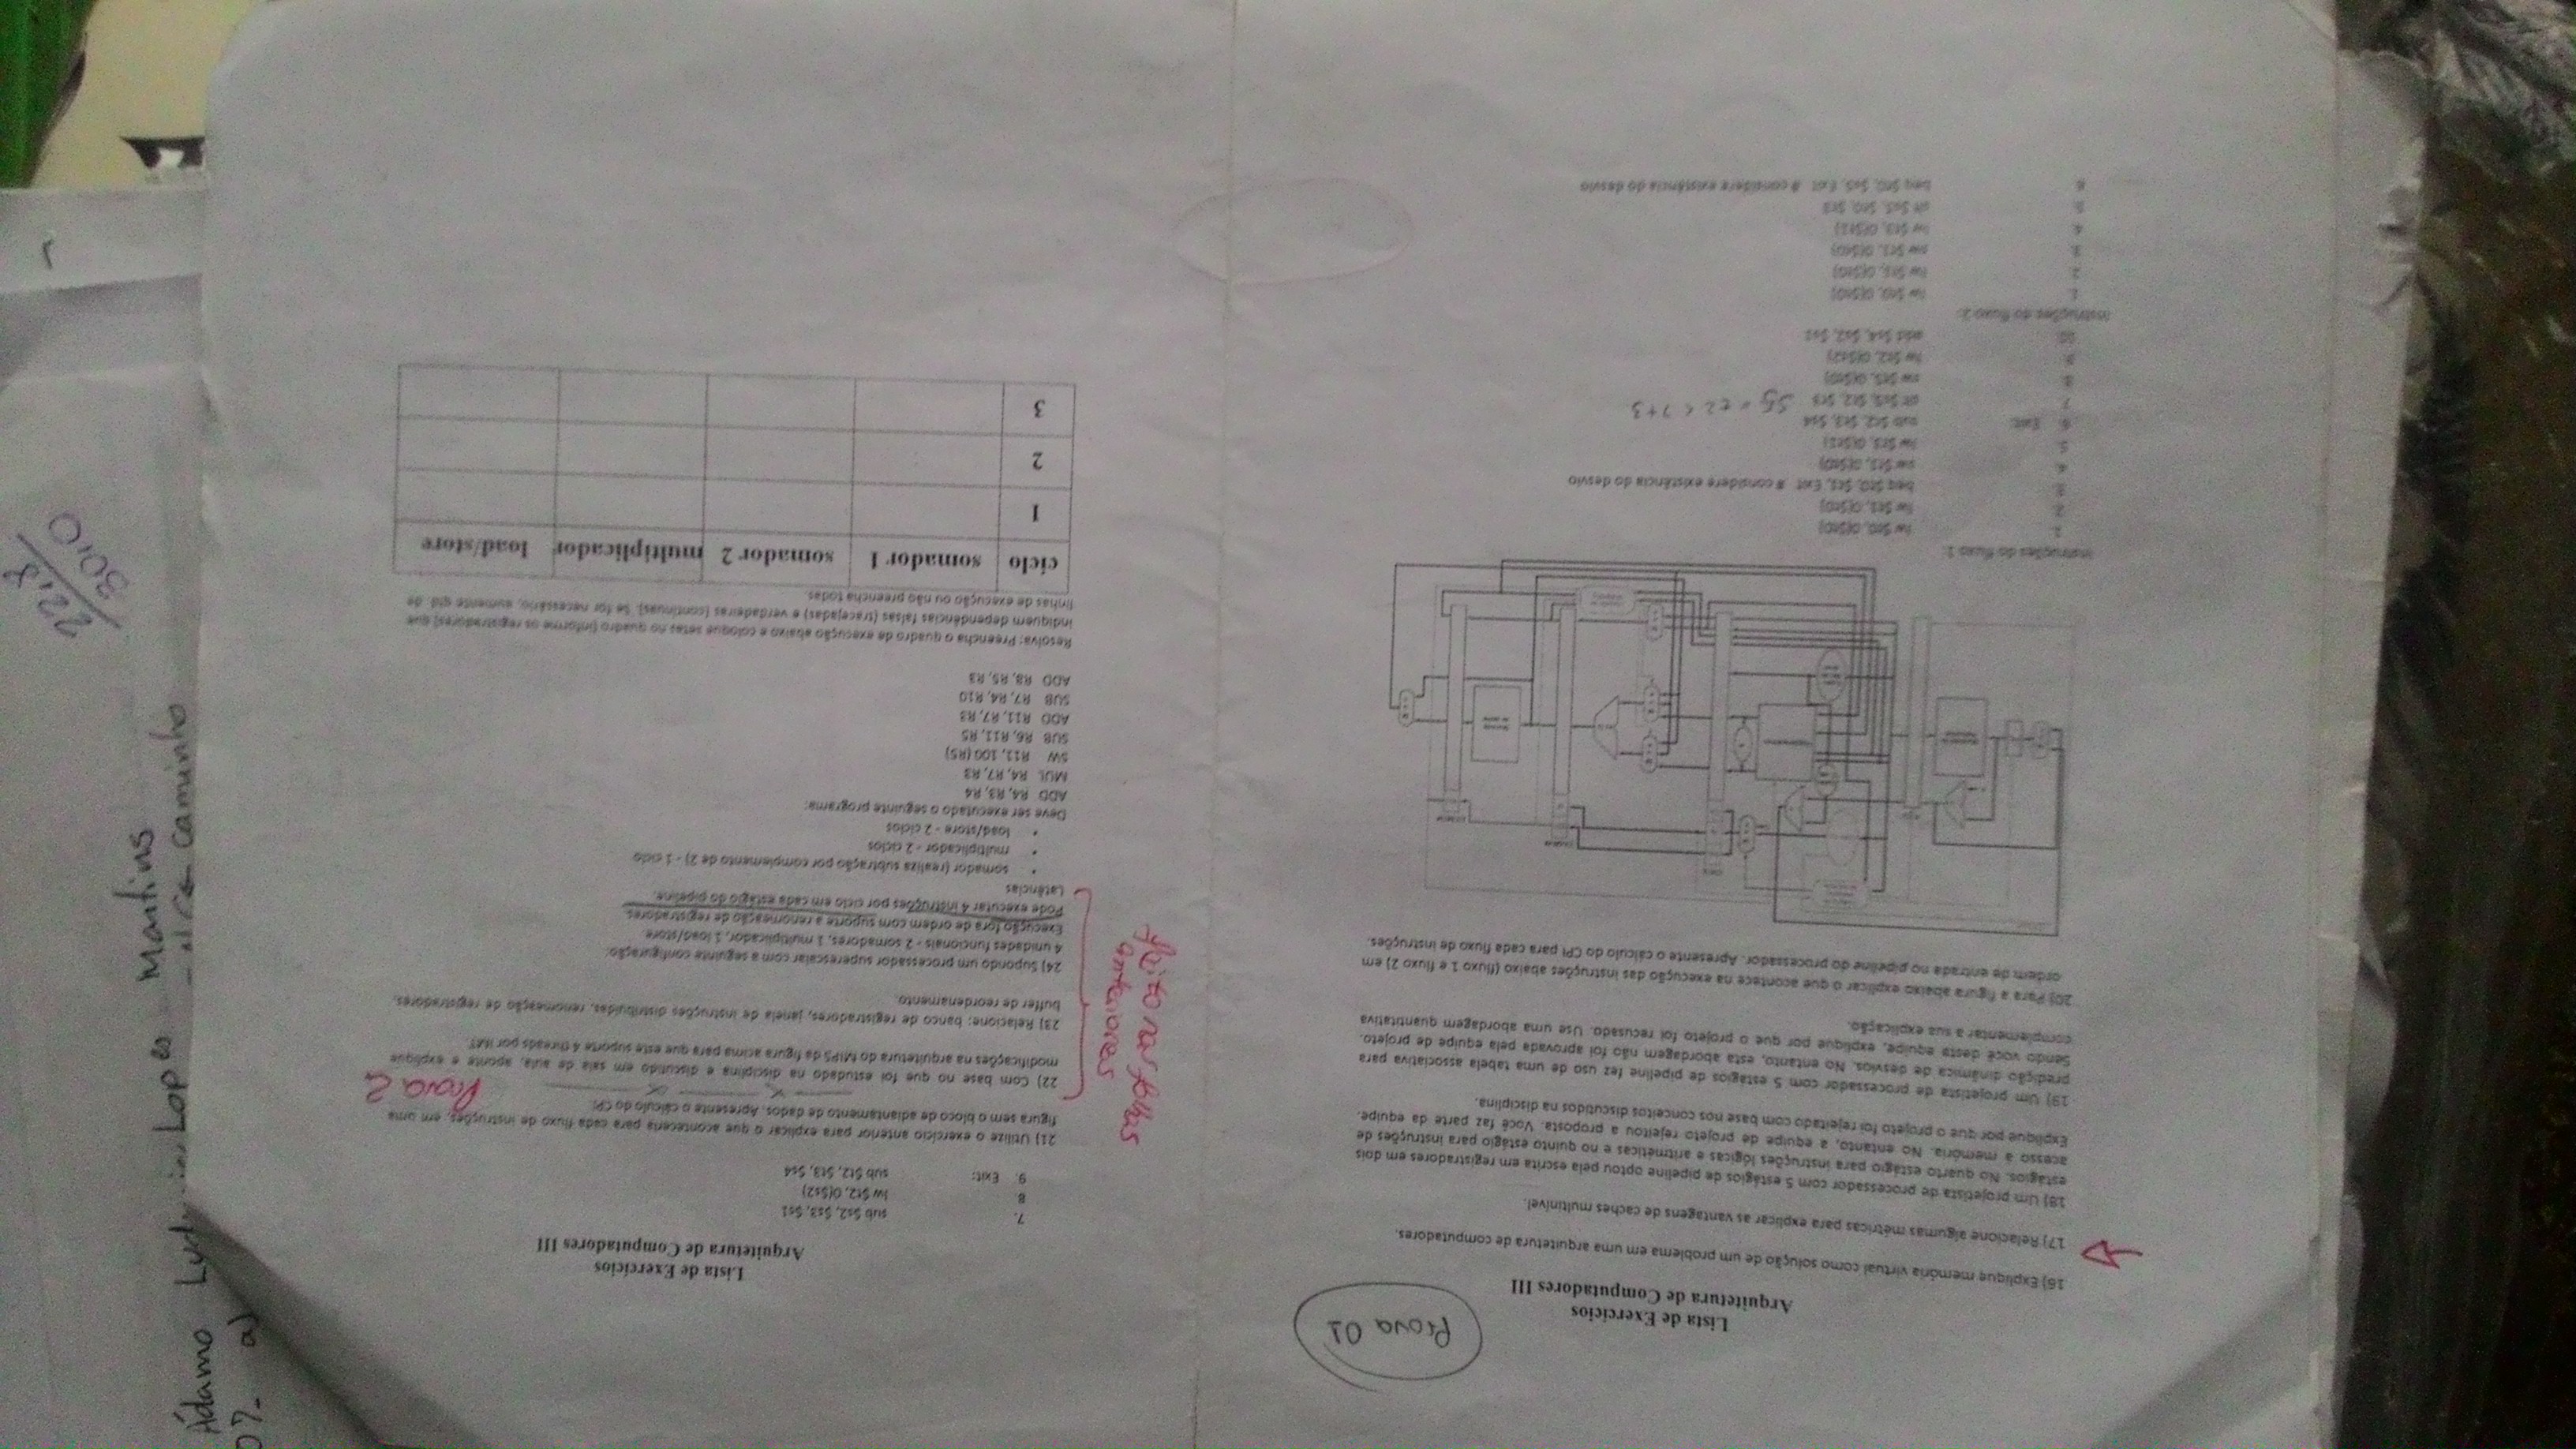 Prova 01
Lista de Exercícios
Arquitetura de Computadores III
16) Explique memória virtual como solução de um problema em uma arquitetura de computadores.
17) Relacione algumas métricas para explicar as vantagens de caches multinível.
18) Um projetista de processador com 5 estágios de pipeline optou pela escrita em registradores em dois
estágios. No quarto estágio para instruções lógicas e aritméticas e no quinto estágio para instruções de
acesso à memória. No entanto, a equipe de projeto rejeitou a proposta. Você faz parte da equipe.
Explique por que o projeto foi rejeitado com base nos conceitos discutidos na disciplina.
19) Um projetista de processador com 5 estágios de pipeline fez uso de uma tabela associativa para
predição dinâmica de desvios. No entanto, esta abordagem não foi aprovada pela equipe de projeto.
Sendo você desta equipe, explique por que o projeto foi recusado. Use uma abordagem quantitativa
complementar a sua explicação.
20) Para a figura abaixo explicar o que acontece na execução das instruções abaixo (fluxo 1 e fluxo 2) em
ordem de entrada no pipeline do processador. Apresente o cálculo do CPI para cada fluxo de instruções.
Instruções do fluxo 1:
1. lw $t0, 0($t0)
2. lw $t1, 0($t0)
3. beq $t0, $t1, Exit # considere existência do desvio
4. sw $t1, 0($t0)
5. lw $t3, 0($t1)
6. Exit: sub $t2, $t3, $s4
7. slt $s5, $t2, $t3
8.
9. lw $t2, 0($s2)
10. add $s4, $s2,
Instruções do fluxo 2:
1. lw $t0, 0($t0)
2. lw $t1, 0($t0)
3. sw $t1, 0($t0)
4. lw $t3, 0($t1)
5. slt $s5, $t0, $t3
6. beq $t0, $s5, Exit # considere existência do desvio
Lista de Exercícios
Arquitetura de Computadores III
7. sub $s2, $s3, $s1
8. lw $t2, 0($s2)
9. Exit: sub $t2, $t3, $s4
21) Utilize o exercício anterior para explicar o que aconteceria para cada fluxo de instruções, em uma
figura sem o bloco de adiantamento de dados. Apresente o cálculo do CPI.
Prova 2
feito nas folhas
anteriores
22) Com base no que foi estudado na disciplina e discutido em sala de aula, aponte e explique
modificações na arquitetura do MIPS da figura acima para que este suporte 4 threads por IMT.
23) Relacione: banco de registradores, janela de instruções distribuídas, renomeação de registradores,
buffer de reordenamento.
24) Supondo um processador superescalar com a seguinte configuração:
4 unidades funcionais - 2 somadores, 1 multiplicador, 1 load/store
Execução fora de ordem com suporte a renomeação de registradores.
Pode executar 4 instruções por ciclo em cada estágio do pipeline.
Latências
• somador (realiza subtração por complemento de 2) - 1 ciclo
• multiplicador - 2 ciclos
• load/store - 2 ciclos
Deve ser executado o seguinte programa:
ADD R4, R3, R4
MUL R4, R7, R3
SW R11, 100 (R5)
SUB R6, R11, R5
ADD R11, R7, R3
SUB R7, R4, R10
ADD R8, R5, R3
Resolva: Preencha o quadro de execução abaixo e coloque setas no quadro (informe os registradores) que
indiquem dependências falsas (tracejadas) e verdadeiras (contínuas). Se for necessário, aumente qtd. de
linhas de execução ou não preencha todas.
ciclo somador 1 somador 2 multiplicador load/store
1
2
3
Ádamo Lopes Martins
a)
caminho
22,8
30,0